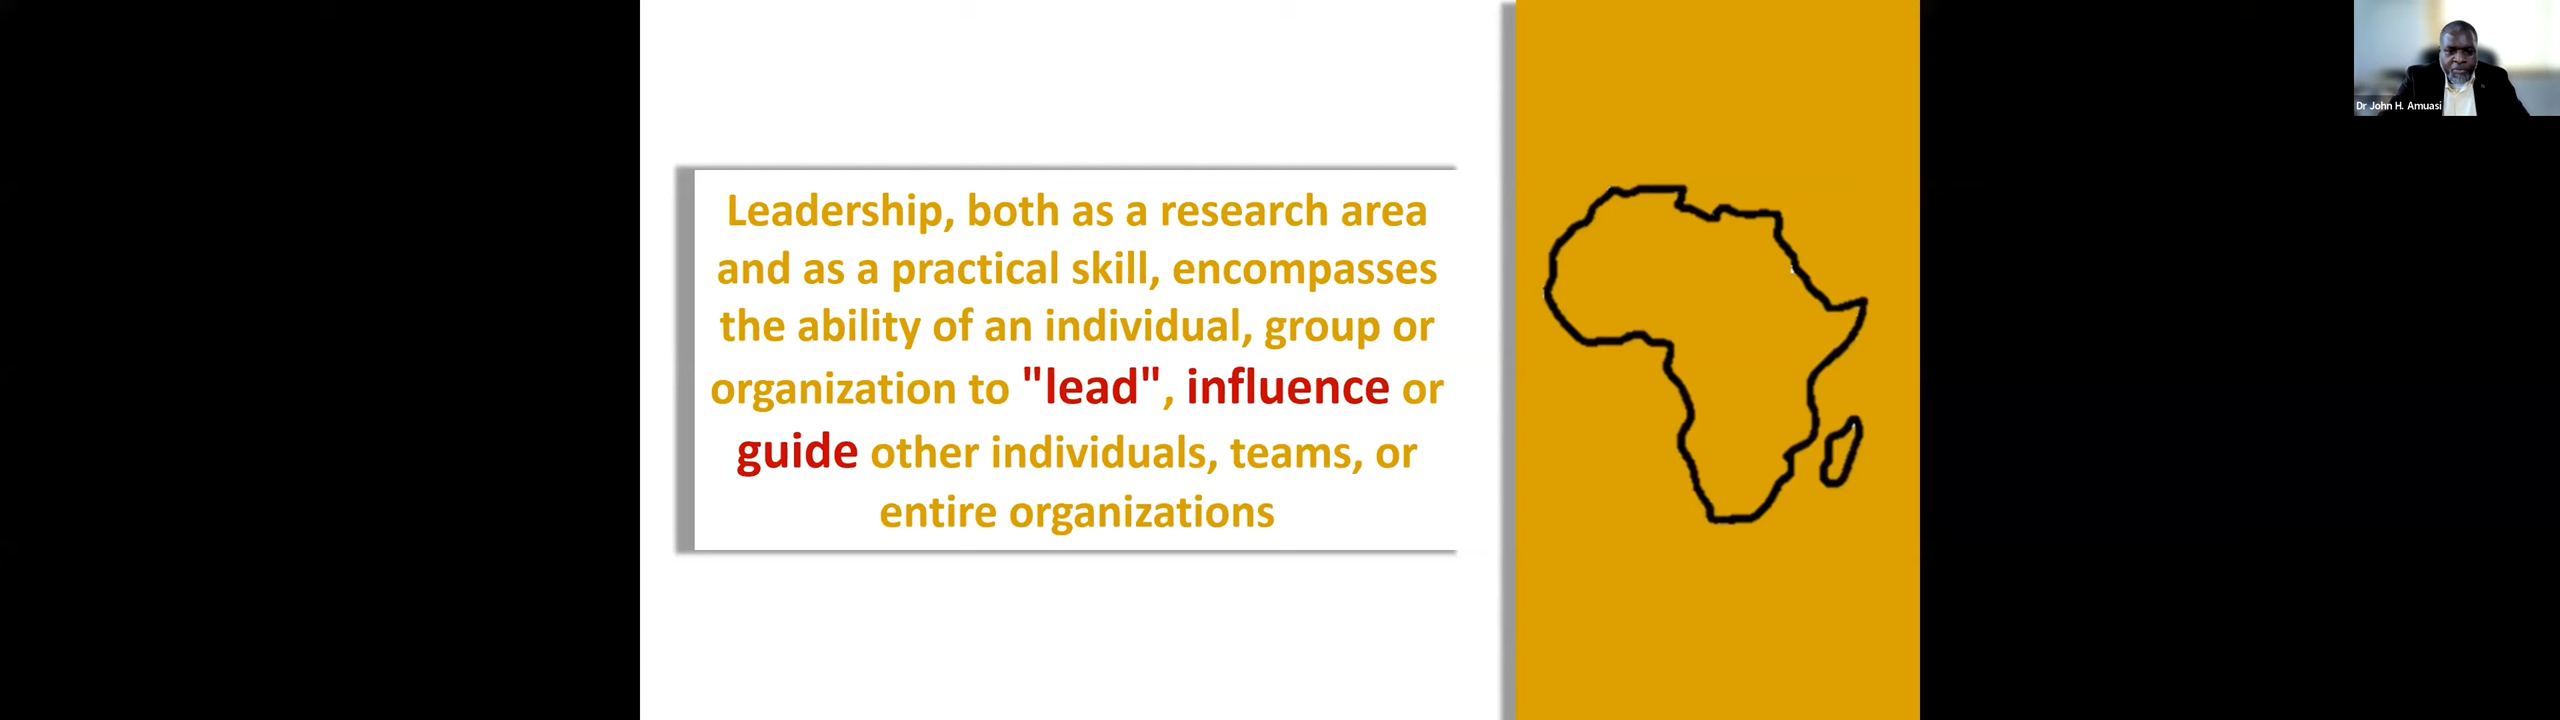 Leadership, both as a research area
and as a practical skill, encompasses
the ability of an individual, group or
organization to "lead", influence or
guide other individuals, teams, or
entire organizations
Dr John H. Amuasi